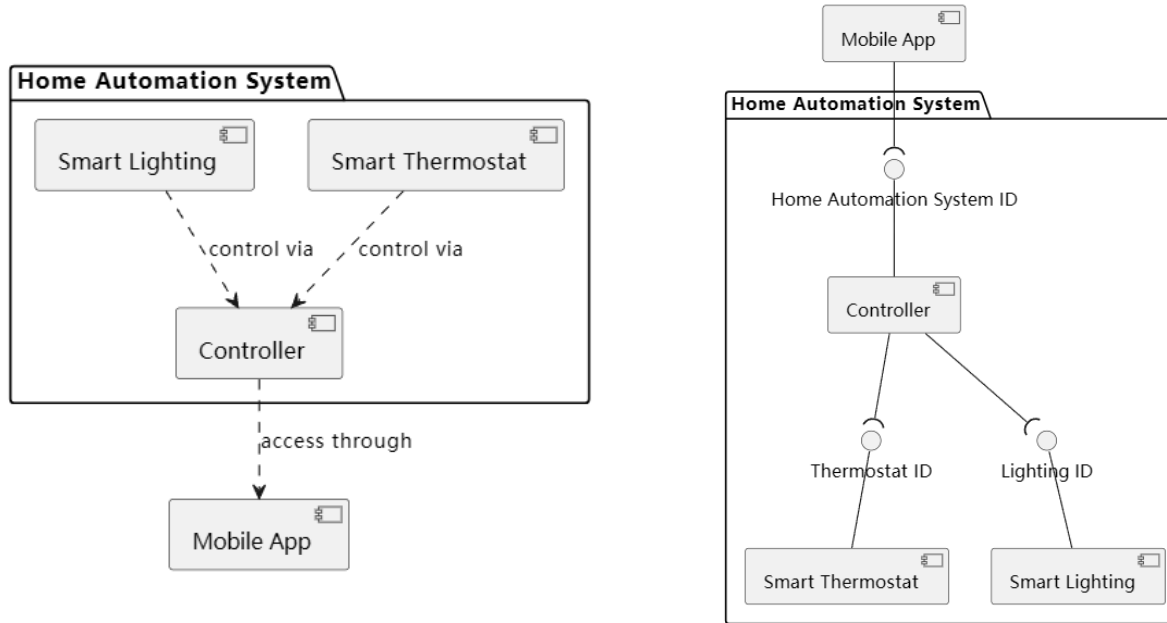 Home Automation System
Smart Lighting
Smart Thermostat
control via
control via
Controller
access through
Mobile App
Mobile App
Home Automation System
Home Automation System ID
Controller
Thermostat ID
Lighting ID
Smart Thermostat
Smart Lighting